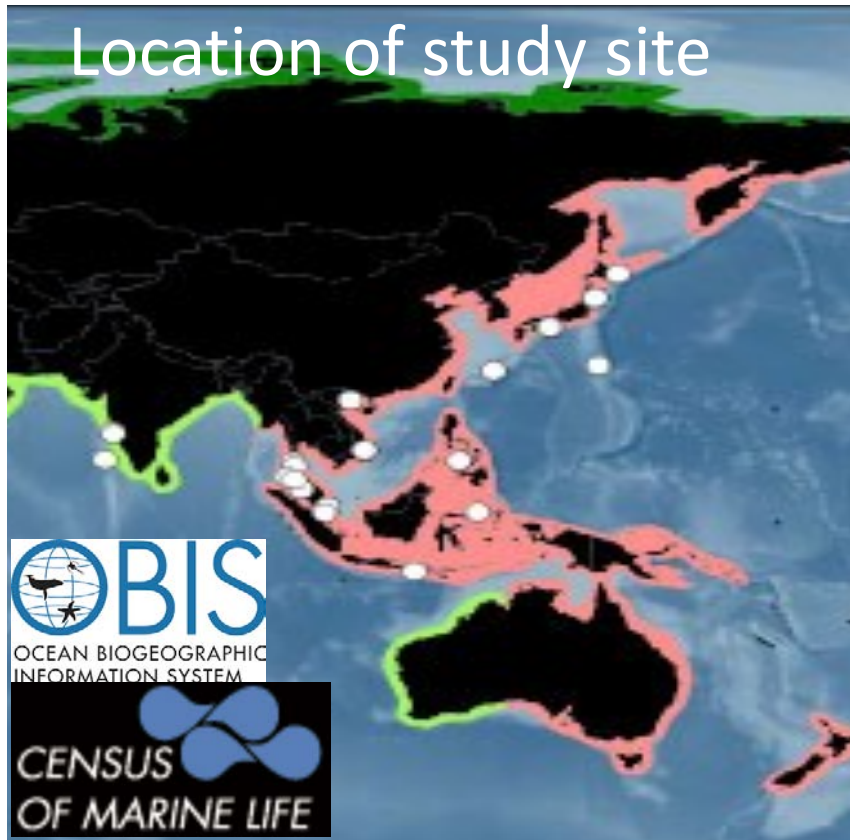 Location of study site
OBIS
OCEAN BIOGEOGRAPHIC
INFORMATION SYSTEM
CENSUS
OF MARINE LIFE